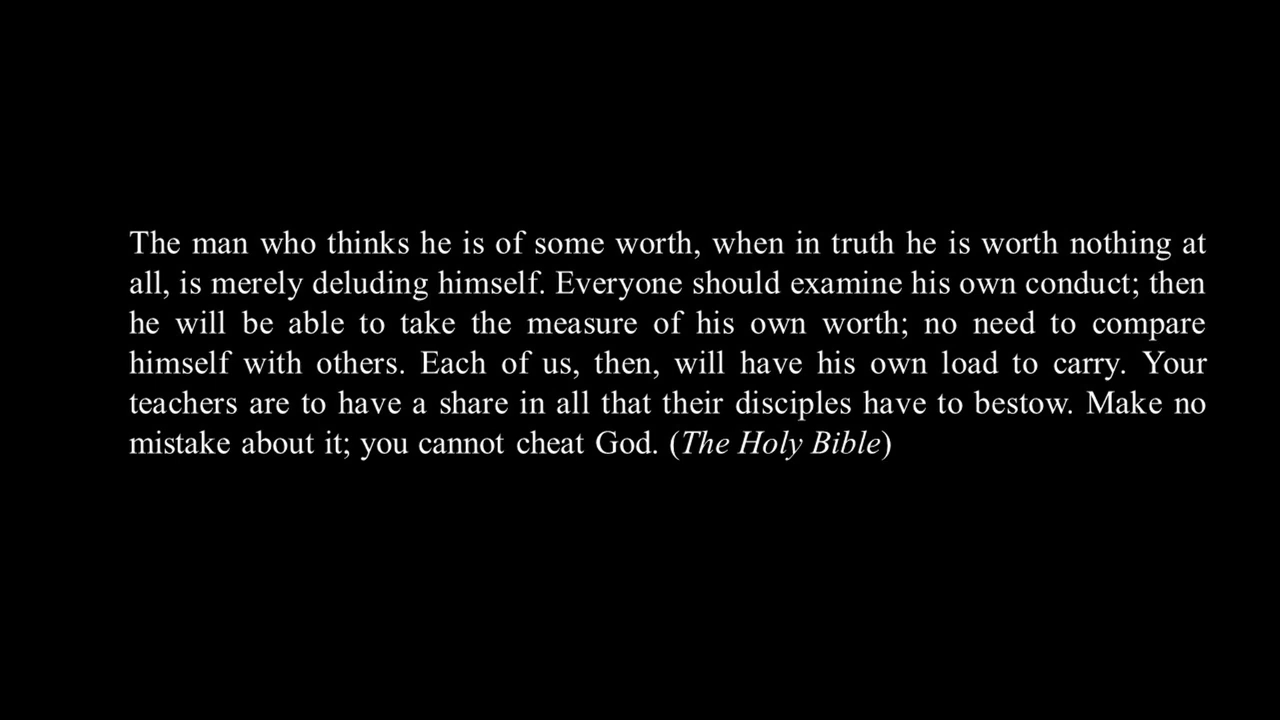 The man who thinks he is of some worth, when in truth he is worth nothing at
all, is merely deluding himself. Everyone should examine his own conduct; then
he will be able to take the measure of his own worth; no need to compare
himself with others. Each of us, then, will have his own load to carry. Your
teachers are to have a share in all that their disciples have to bestow. Make no
mistake about it; you cannot cheat God. (The Holy Bible)